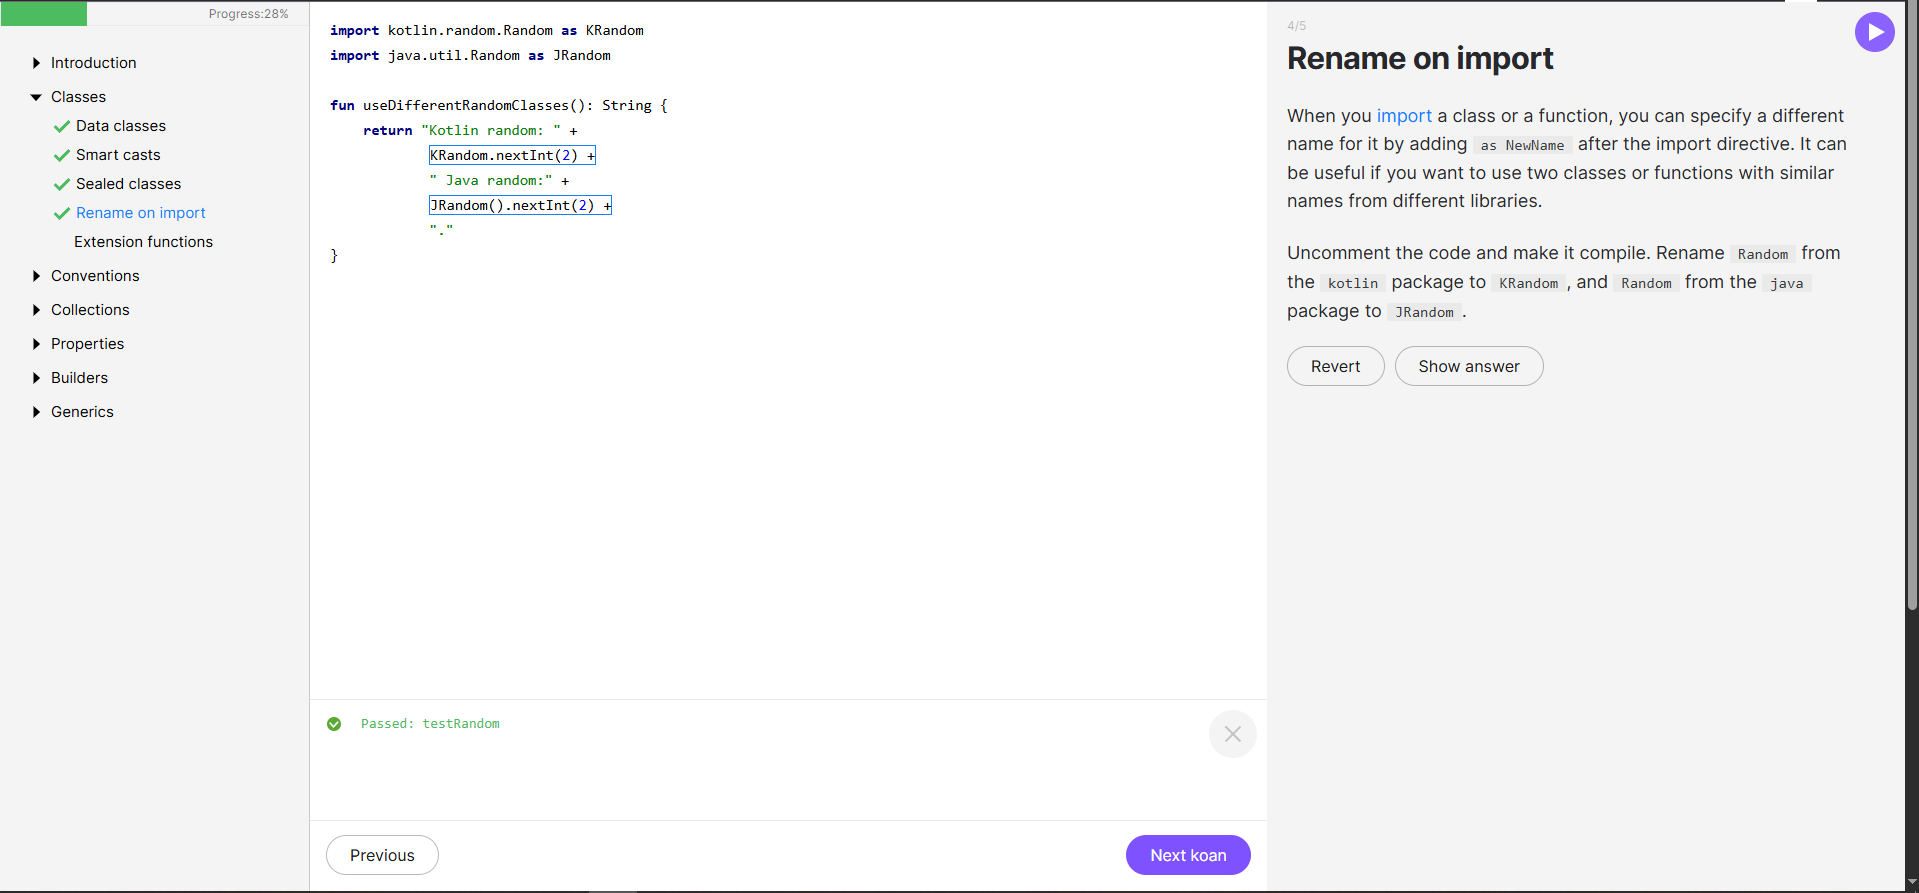 Progress:28%
Introduction
Classes
Data classes
Smart casts
Sealed classes
Rename on import
Extension functions
Conventions
Collections
Properties
Builders
Generics
import kotlin.random.Random as KRandom
import java.util.Random as JRandom
fun useDifferentRandomClasses(): String {
return "Kotlin random: " +
KRandom.nextInt(2) +
" Java random:" +
JRandom().nextInt(2) +
"."
}
Passed: testRandom
Previous
Next koan
4/5
Rename on import
When you import a class or a function, you can specify a different
name for it by adding as NewName after the import directive. It can
be useful if you want to use two classes or functions with similar
names from different libraries.
Uncomment the code and make it compile. Rename Random from
the kotlin package to KRandom , and Random from the java
package to JRandom .
Revert
Show answer